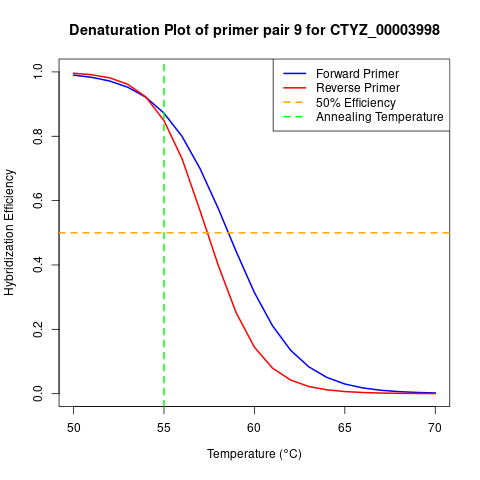 Denaturation Plot of primer pair 9 for CTYZ_00003998
Forward Primer
Reverse Primer
50% Efficiency
Annealing Temperature
Hybridization Efficiency
1.0
0.8
0.6
0.4
0.2
0.0
50 55 60 65 70
Temperature (°C)